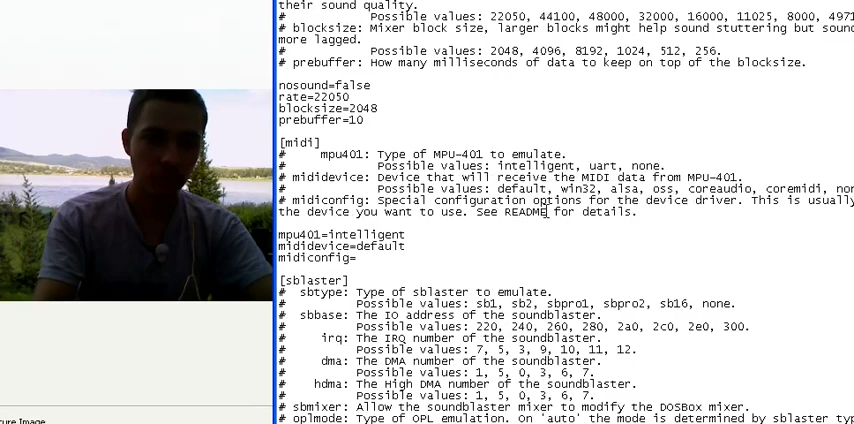 their sound quality.
# Possible values: 22050, 44100, 48000, 32000, 16000, 11025, 8000, 4971
# blocksize: Mixer block size, larger blocks might help sound stuttering but soun
more lagged.
# Possible values: 2048, 4096, 8192, 1024, 512, 256.
# prebuffer: How many milliseconds of data to keep on top of the blocksize.
nosound=false
rate=22050
blocksize=2048
prebuffer=10
[midi]
# mpu401: Type of MPU-401 to emulate.
# Possible values: intelligent, uart, none.
# mididevice: Device that will receive the MIDI data from MPU-401.
# Possible values: default, win32, alsa, oss, coreaudio, coremidi, non
# midiconfig: Special configuration options for the device driver. This is usually
the device you want to use. See README for details.
mpu401=intelligent
mididevice=default
midiconfig=
[sblaster]
# sbtype: Type of sblaster to emulate.
# Possible values: sb1, sb2, sbpro1, sbpro2, sb16, none.
# sbbase: The IO address of the soundblaster.
# Possible values: 220, 240, 260, 280, 2a0, 2c0, 2e0, 300.
# irq: The IRQ number of the soundblaster.
# Possible values: 7, 5, 3, 9, 10, 11, 12.
# dma: The DMA number of the soundblaster.
# Possible values: 1, 5, 0, 3, 6, 7.
# hdma: The High DMA number of the soundblaster.
# Possible values: 1, 5, 0, 3, 6, 7.
# sbmixer: Allow the soundblaster mixer to modify the DOSBox mixer.
# oplmode: Type of OPL emulation. On 'auto' the mode is determined by sblaster typ
ure Image